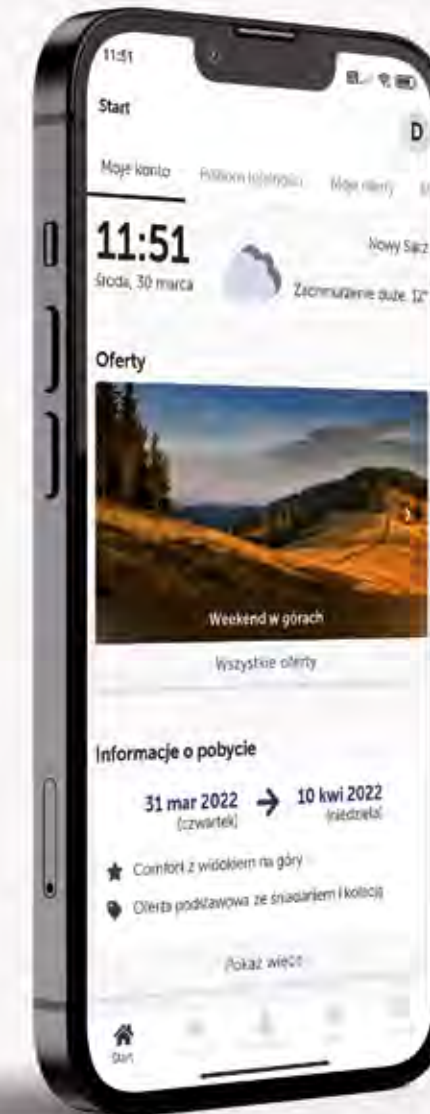 11:51
Start
D
Moje konto
Poziom lojalności
Moje oferty
11:51
Nowy Sącz
środa, 30 marca
Zachmurzenie duże. 12°
Oferty
Weekend w górach
Wszystkie oferty
Informacje o pobycie
31 mar 2022
10 kwi 2022
(czwartek)
(niedziela)
Comfort z widokiem na góry
Oferta podstawowa ze śniadaniem i kolacją
Pokaż więcej
Start